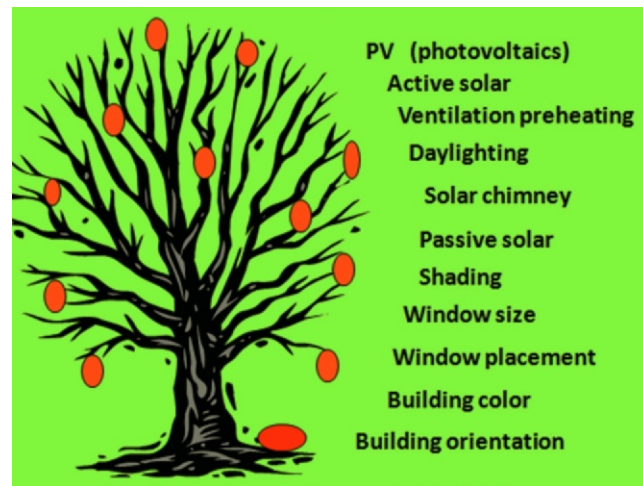 PV (photovoltaics)
Active solar
Ventilation preheating
Daylighting
Solar chimney
Passive solar
Shading
Window size
Window placement
Building color
Building orientation